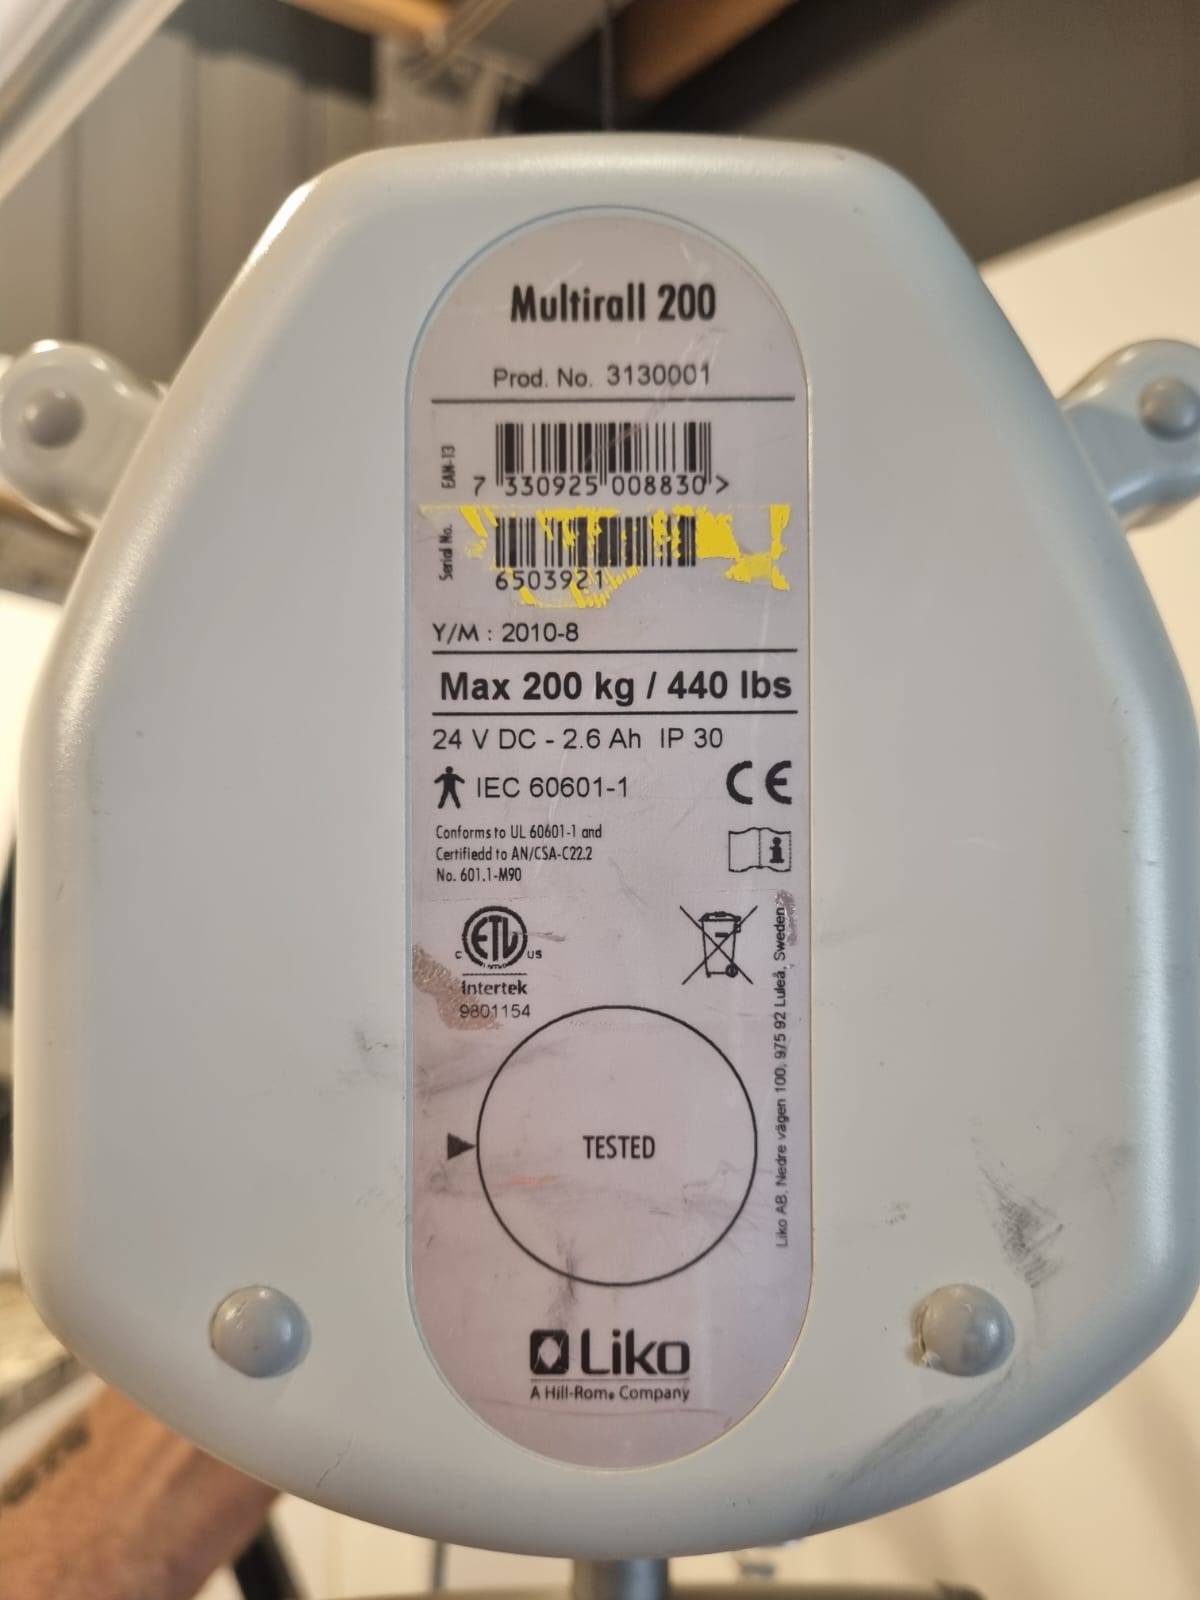 Multirall 200
Prod. No. 3130001
EAN-13
7 330925 008830 >
Serial No.
6503921
Y/M : 2010-8
Max 200 kg / 440 lbs
24 V DC - 2.6 Ah IP 30
IEC 60601-1
CE
Conforms to UL 60601-1 and
Certifiedd to AN/CSA-C22.2
No. 601.1-M90
C ETL US
Intertek
9801154
TESTED
Liko AB, Nedre vägen 100, 975 92 Luleå, Sweden
Liko
A Hill-Rom® Company